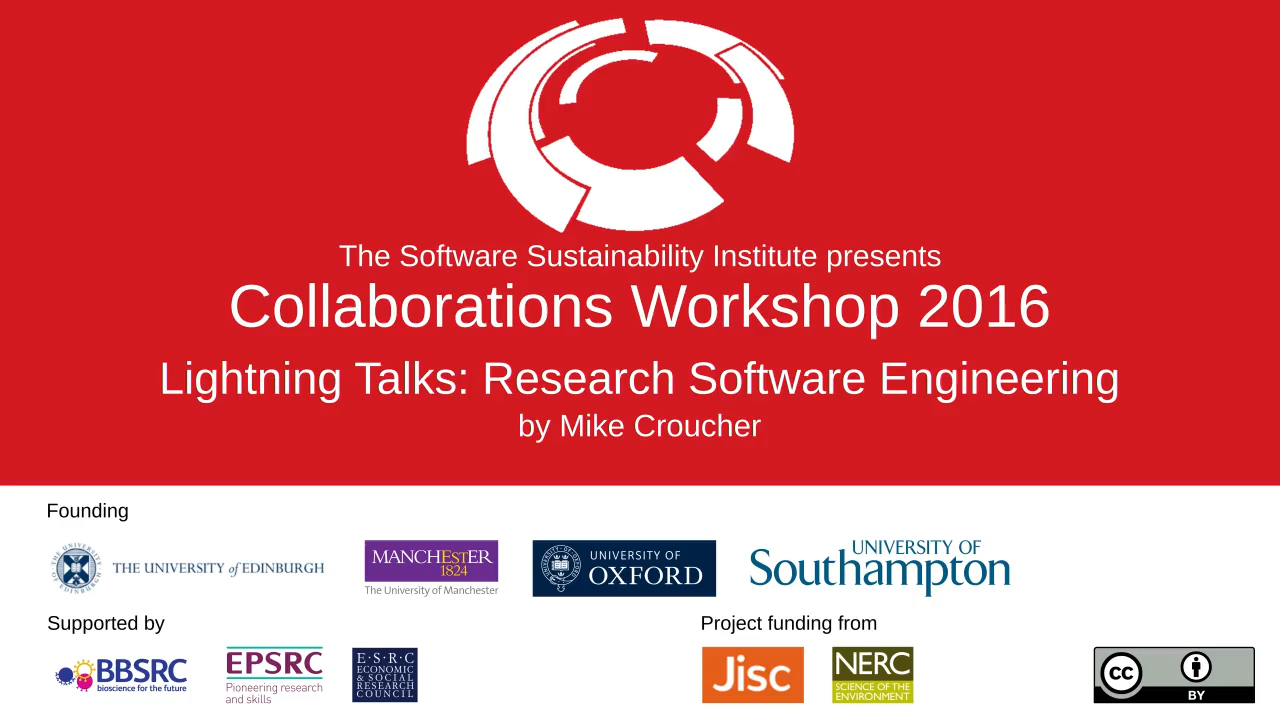 The Software Sustainability Institute presents
Collaborations Workshop 2016
Lightning Talks: Research Software Engineering
by Mike Croucher
Founding
THE UNIVERSITY of EDINBURGH
MANCHESTER
1824
The University of Manchester
UNIVERSITY OF
OXFORD
UNIVERSITY OF
Southampton
Supported by
BBSRC
bioscience for the future
EPSRC
Pioneering research
and skills
E·S·R·C
ECONOMIC
& SOCIAL
RESEARCH
COUNCIL
Project funding from
Jisc
NERC
SCIENCE OF THE
ENVIRONMENT
cc
BY